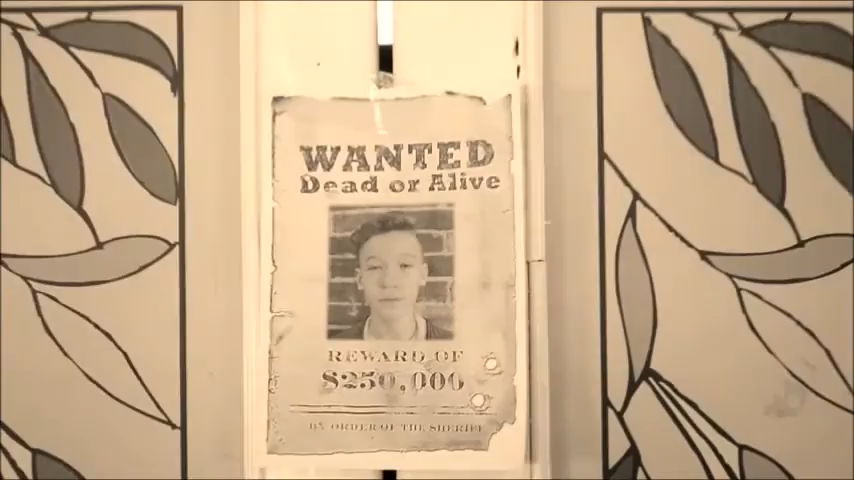 WANTED
Dead or Alive
REWARD OF
$250,000
BY ORDER OF THE SHERIFF